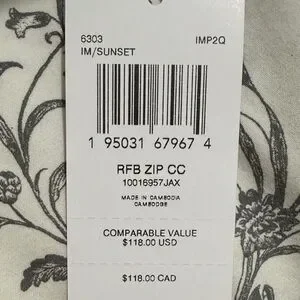 6303 IMP2Q
IM/SUNSET
1 95031 67967 4
RFB ZIP CC
10016957JAX
MADE IN CAMBODIA
CAMBODGE
COMPARABLE VALUE
$118.00 USD
$118.00 CAD